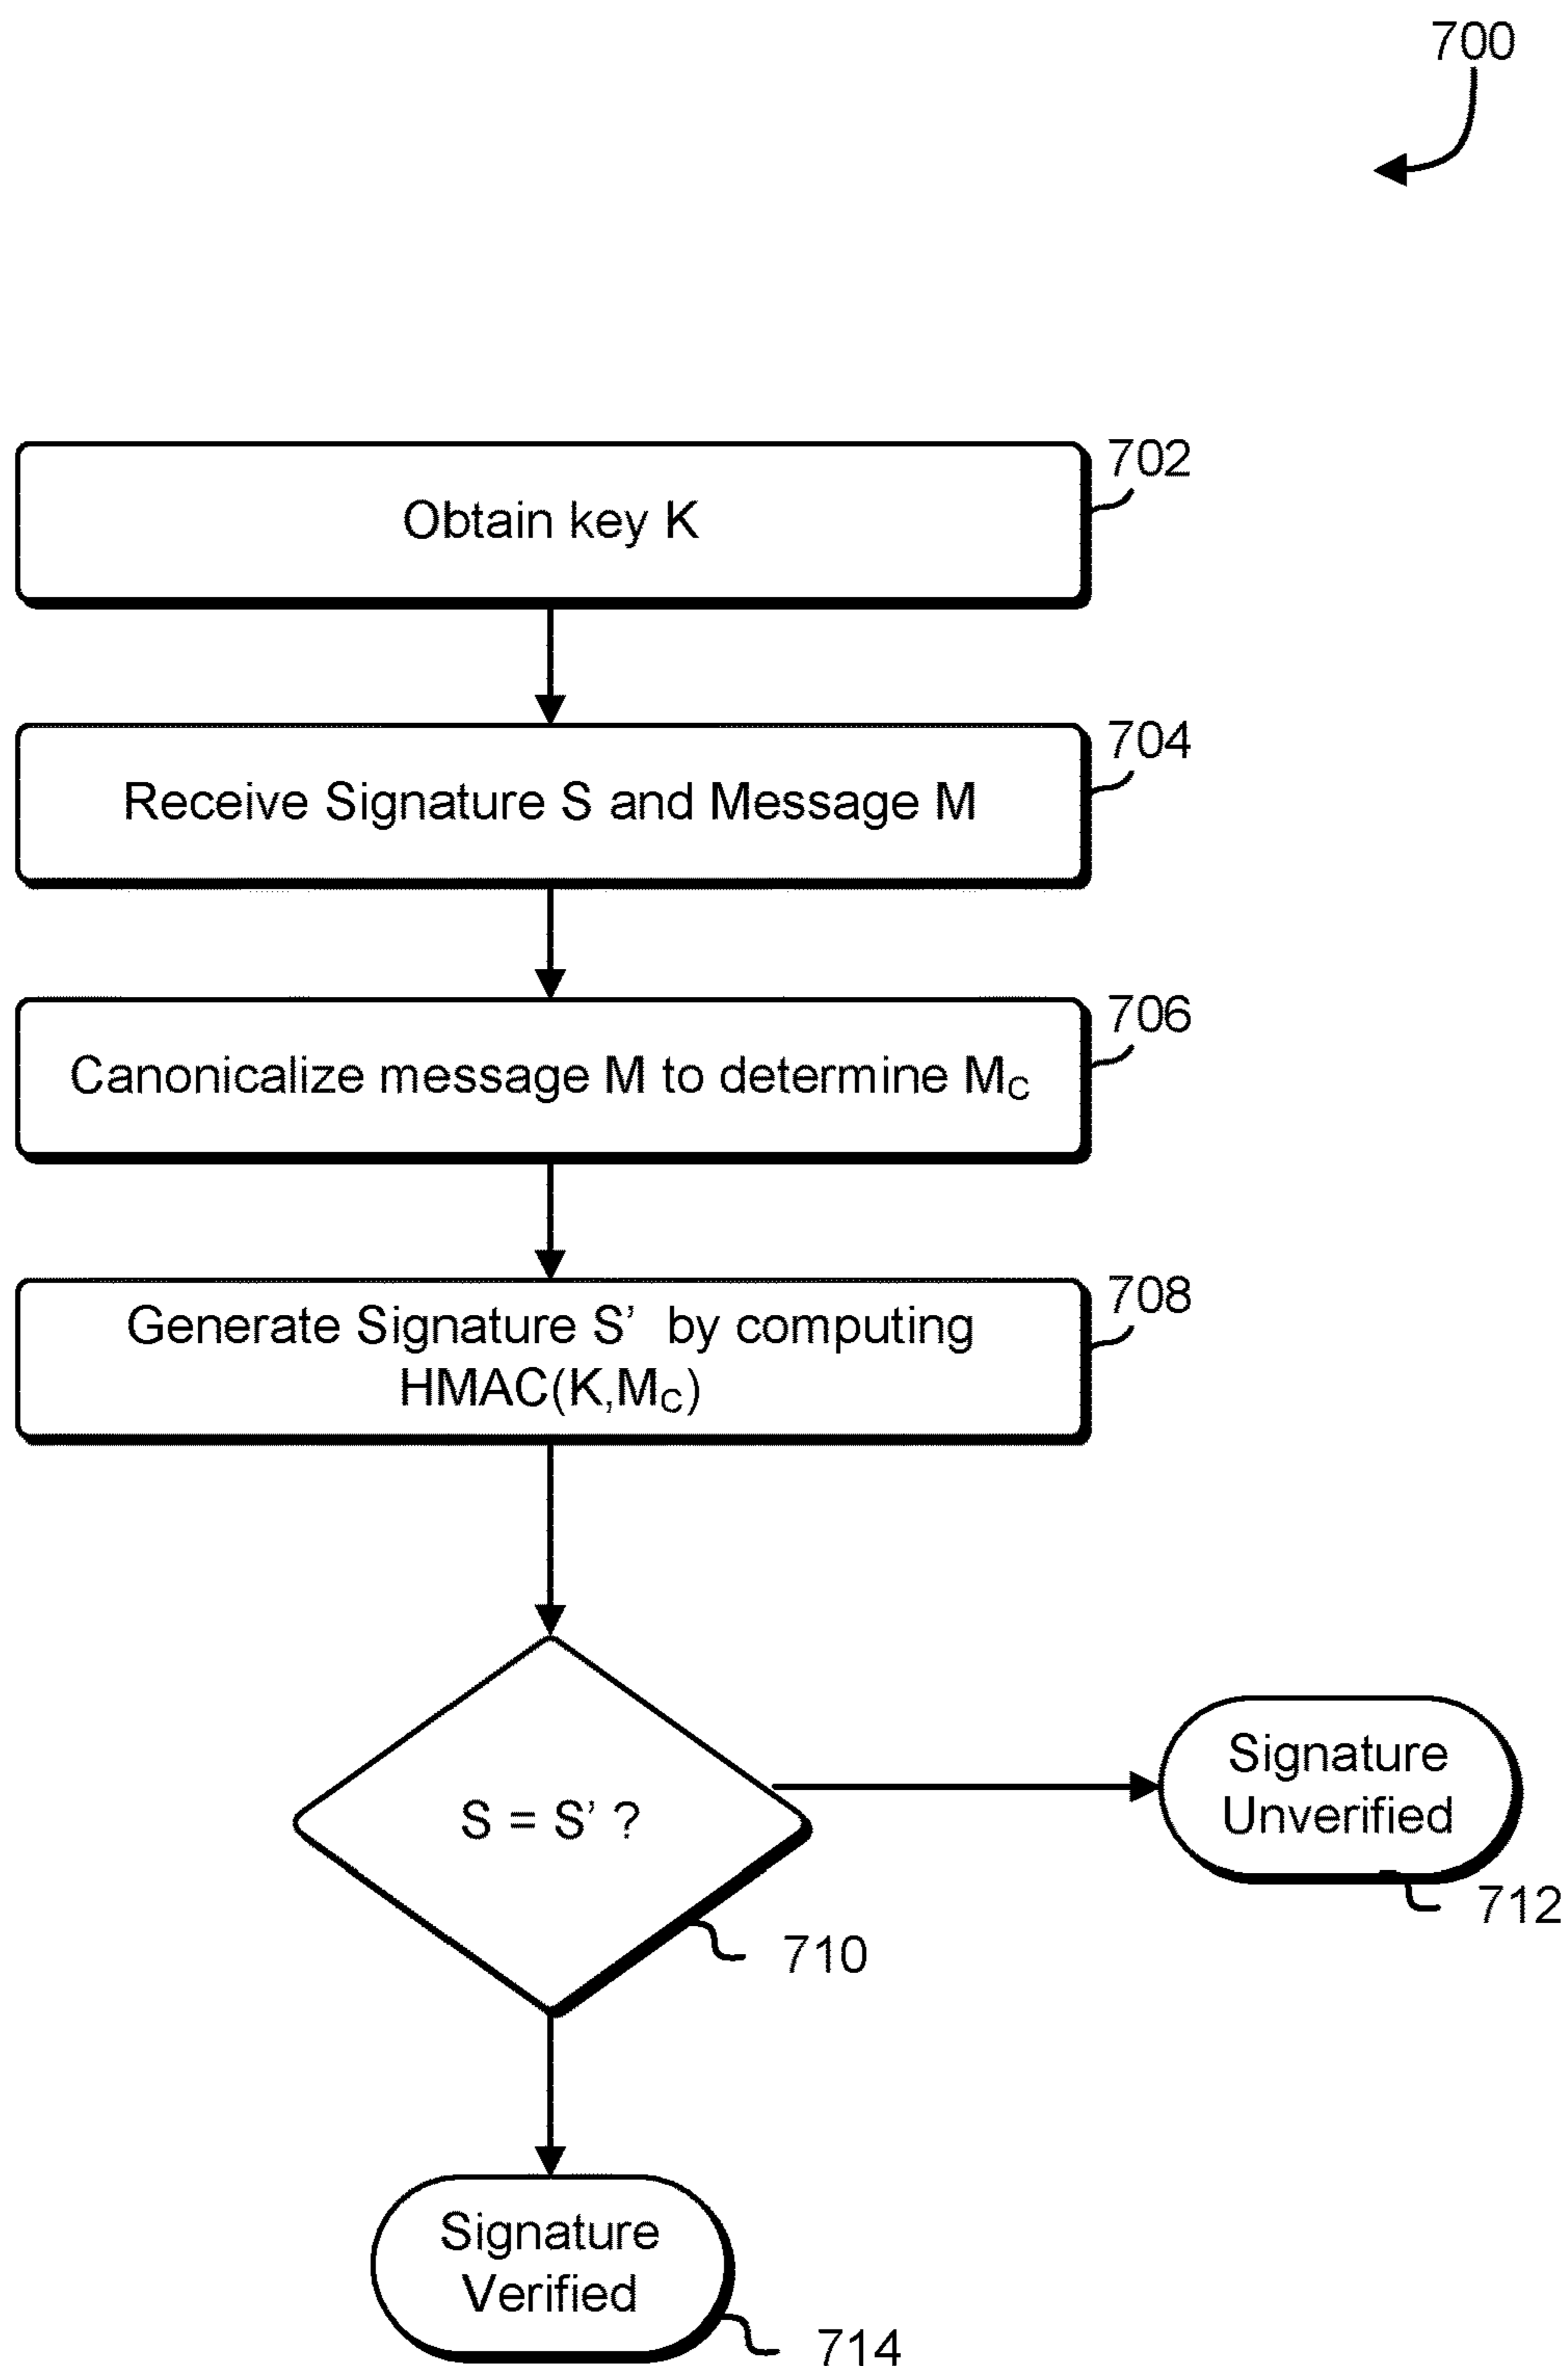 700
Obtain key K
702
Receive Signature S and Message M
704
Canonicalize message M to determine MC
706
Generate Signature S’ by computing
HMAC(K,MC)
708
S = S’ ?
710
Signature
Unverified
712
Signature
Verified
714